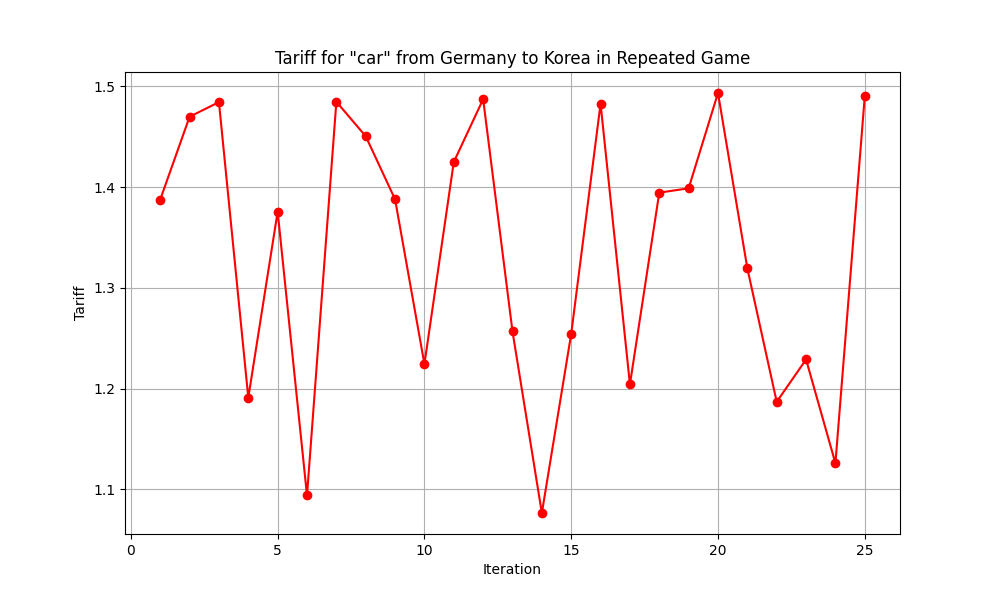 Tariff for "car" from Germany to Korea in Repeated Game
1.5
1.4
1.3
1.2
1.1
Tariff
0 5 10 15 20 25
Iteration